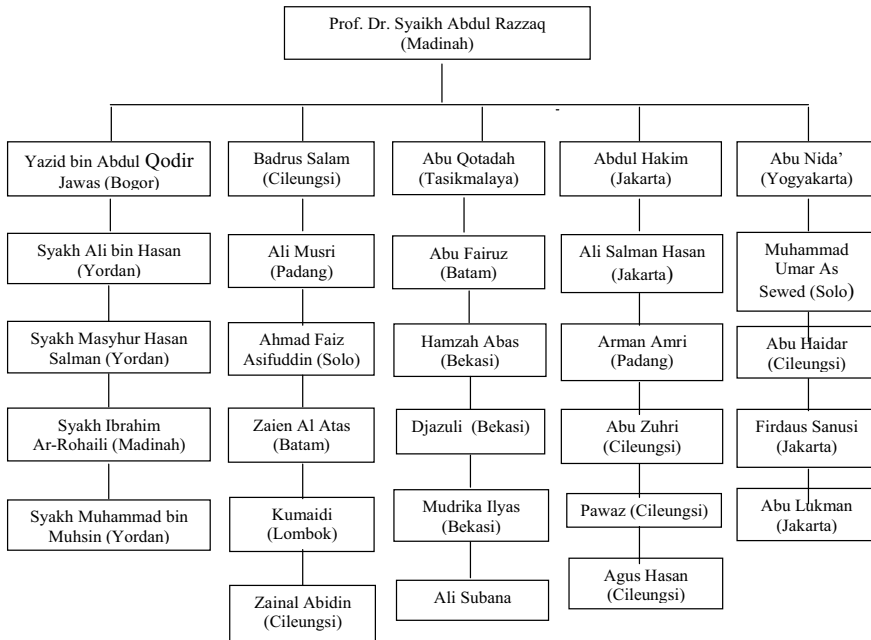 Prof. Dr. Syaikh Abdul Razzaq
(Madinah)
Yazid bin Abdul Qodir
Jawas (Bogor)
Syakh Ali bin Hasan
(Yordan)
Syakh Masyhur Hasan
Salman (Yordan)
Syakh Ibrahim
Ar-Rohaili (Madinah)
Syakh Muhammad bin
Muhsin (Yordan)
Badrus Salam
(Cileungsi)
Ali Musri
(Padang)
Ahmad Faiz
Asifuddin (Solo)
Zaien Al Atas
(Batam)
Kumaidi
(Lombok)
Zainal Abidin
(Cileungsi)
Abu Qotadah
(Tasikmalaya)
Abu Fairuz
(Batam)
Hamzah Abas
(Bekasi)
Djazuli (Bekasi)
Mudrika Ilyas
(Bekasi)
Ali Subana
Abdul Hakim
(Jakarta)
Ali Salman Hasan
(Jakarta)
Arman Amri
(Padang)
Abu Zuhri
(Cileungsi)
Pawaz (Cileungsi)
Agus Hasan
(Cileungsi)
Abu Nida’
(Yogyakarta)
Muhammad
Umar As
Sewed (Solo)
Abu Haidar
(Cileungsi)
Firdaus Sanusi
(Jakarta)
Abu Lukman
(Jakarta)